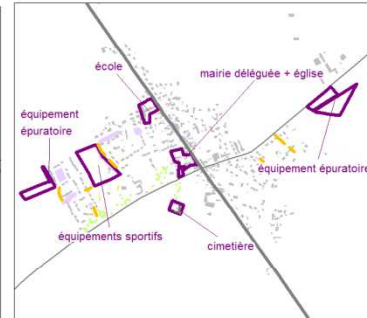 école
mairie déléguée + église
équipement
épuratoire
équipement épuratoire
équipements sportifs
cimetière